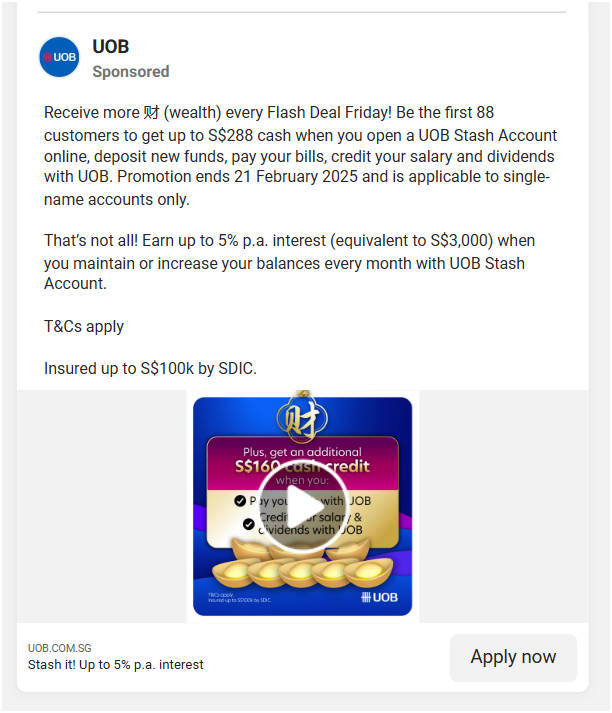 UOB
UOB
Sponsored
Receive more 财 (wealth) every Flash Deal Friday! Be the first 88
customers to get up to S$288 cash when you open a UOB Stash Account
online, deposit new funds, pay your bills, credit your salary and dividends
with UOB. Promotion ends 21 February 2025 and is applicable to single-
name accounts only.
That’s not all! Earn up to 5% p.a. interest (equivalent to S$3,000) when
you maintain or increase your balances every month with UOB Stash
Account.
T&Cs apply
Insured up to S$100k by SDIC.
财
Plus, get an additional
S$160 cash credit
when you:
Pay you with UOB
Credit your salary &
dividends with UOB
T&Cs apply.
Insured up to S$100k by SDIC.
UOB
UOB.COM.SG
Stash it! Up to 5% p.a. interest
Apply now